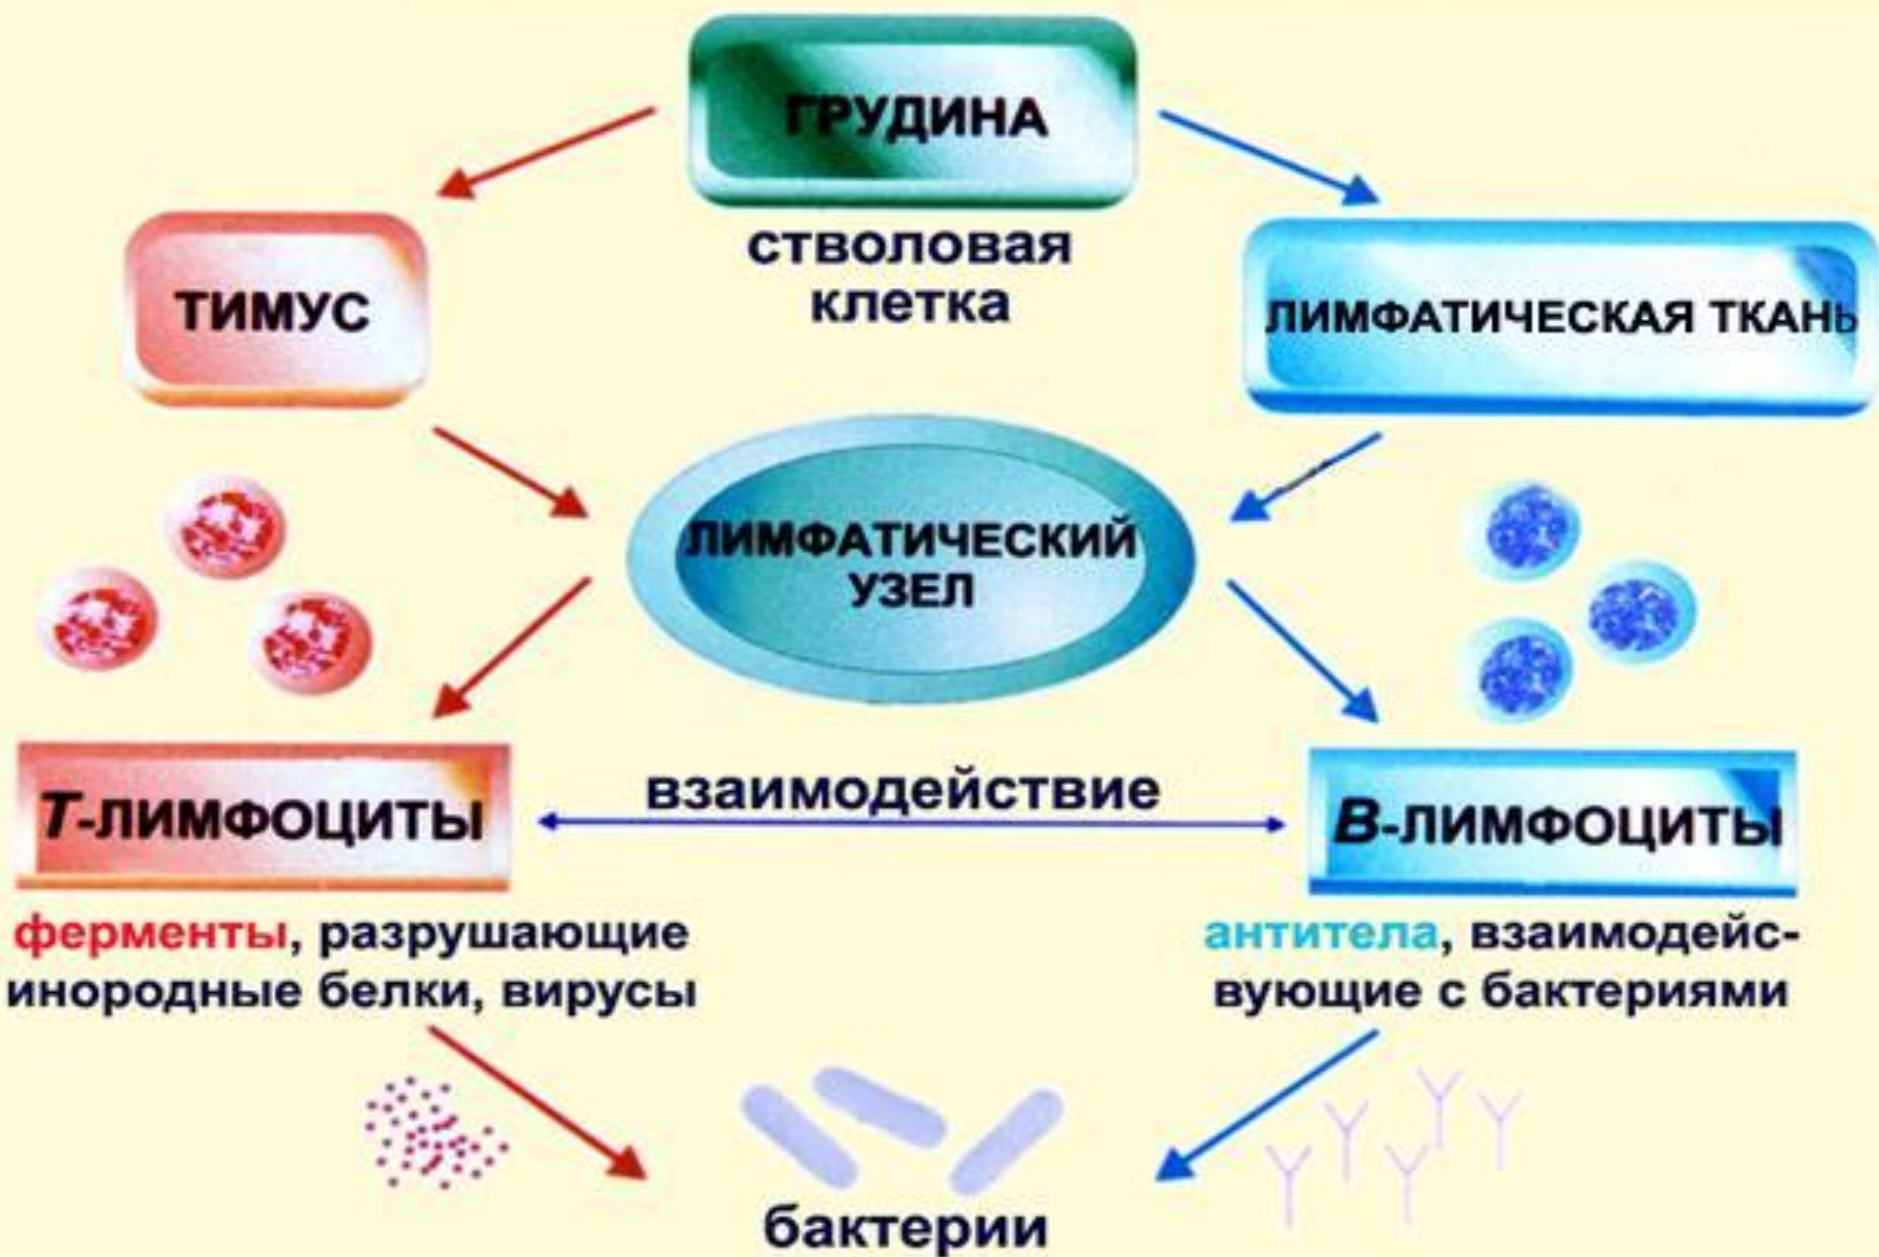 ГРУДИНА
стволовая
клетка
ТИМУС
ЛИМФАТИЧЕСКАЯ ТКАНЬ
ЛИМФАТИЧЕСКИЙ
УЗЕЛ
Т-ЛИМФОЦИТЫ
взаимодействие
В-ЛИМФОЦИТЫ
ферменты, разрушающие
инородные белки, вирусы
антитела, взаимодейс-
вующие с бактериями
бактерии